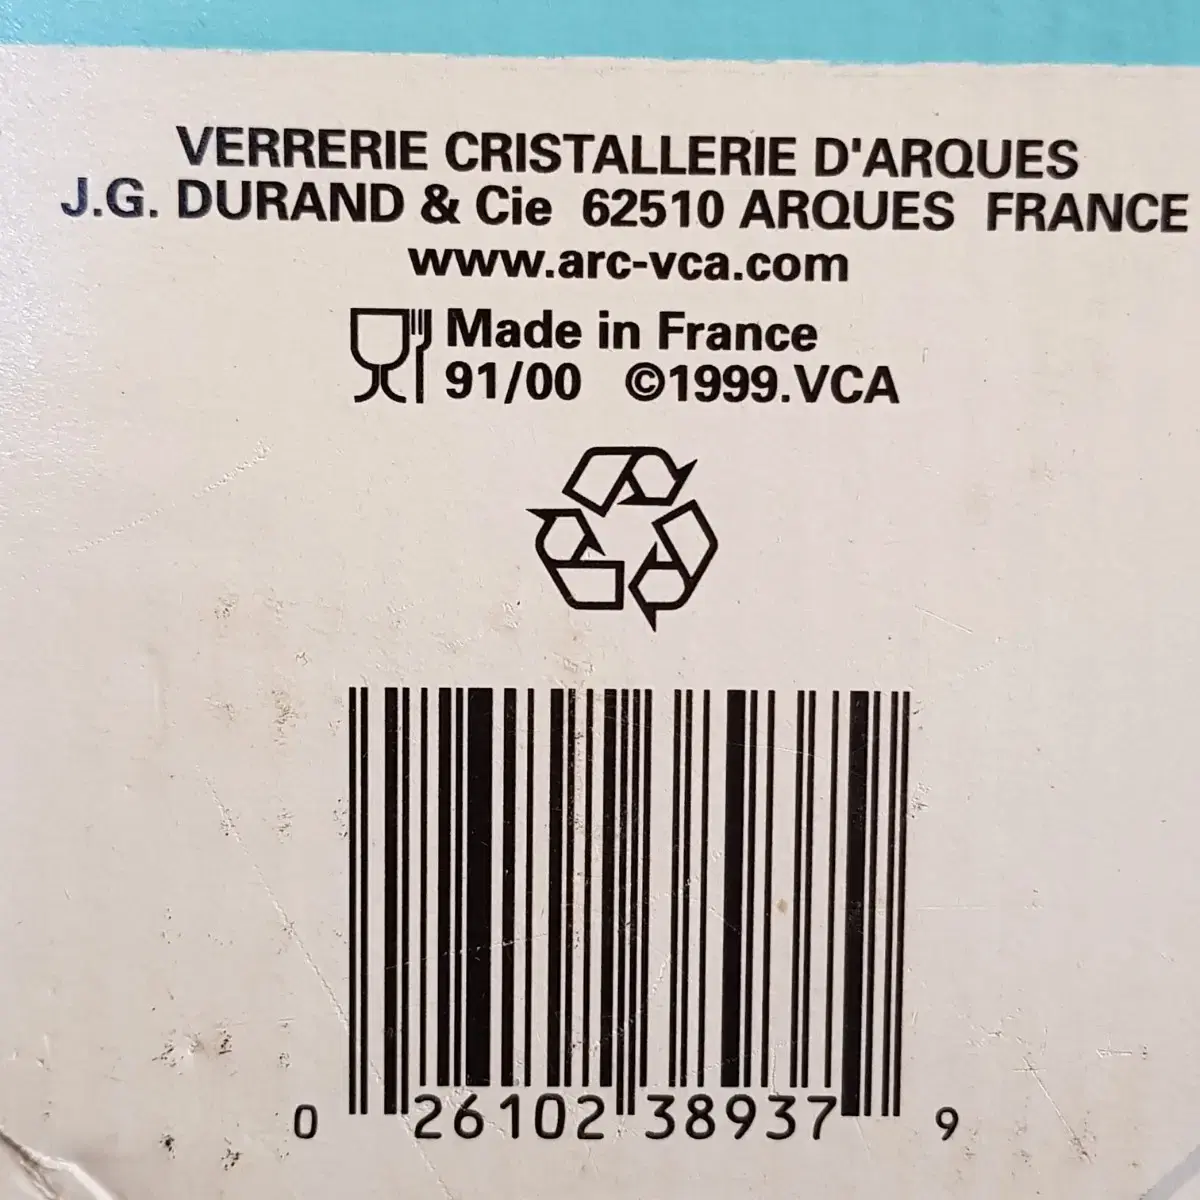 VERRERIE CRISTALLERIE D'ARQUES
J.G. DURAND & Cie 62510 ARQUES FRANCE
www.arc-vca.com
Made in France
91/00 ©1999.VCA
0 26102 38937 9